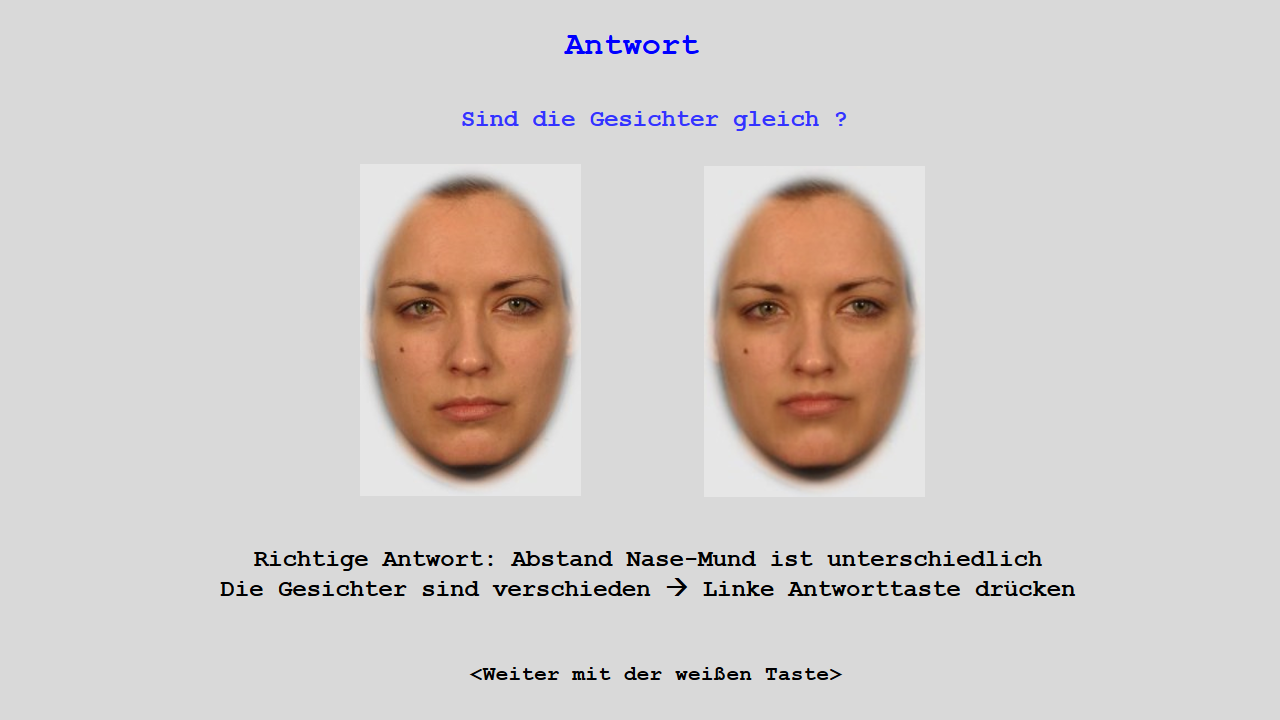 Antwort
Sind die Gesichter gleich ?
Richtige Antwort: Abstand Nase-Mund ist unterschiedlich
Die Gesichter sind verschieden → Linke Antworttaste drücken
<Weiter mit der weißen Taste>